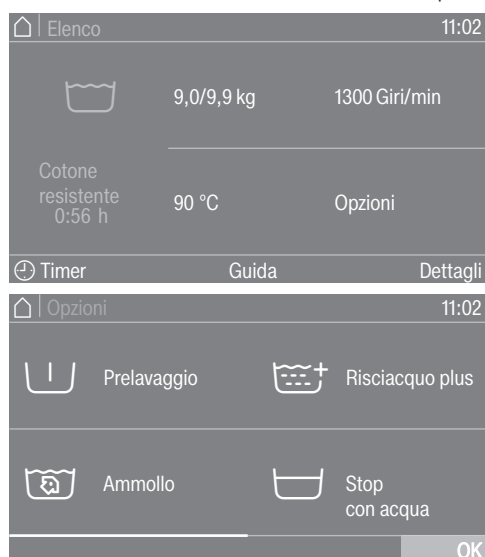 Elenco 11:02
9,0/9,9 kg 1300 Giri/min
Cotone
resistente
0:56 h
90 °C Opzioni
Timer Guida Dettagli
Opzioni 11:02
Prelavaggio Risciacquo plus
Ammollo Stop
con acqua
OK